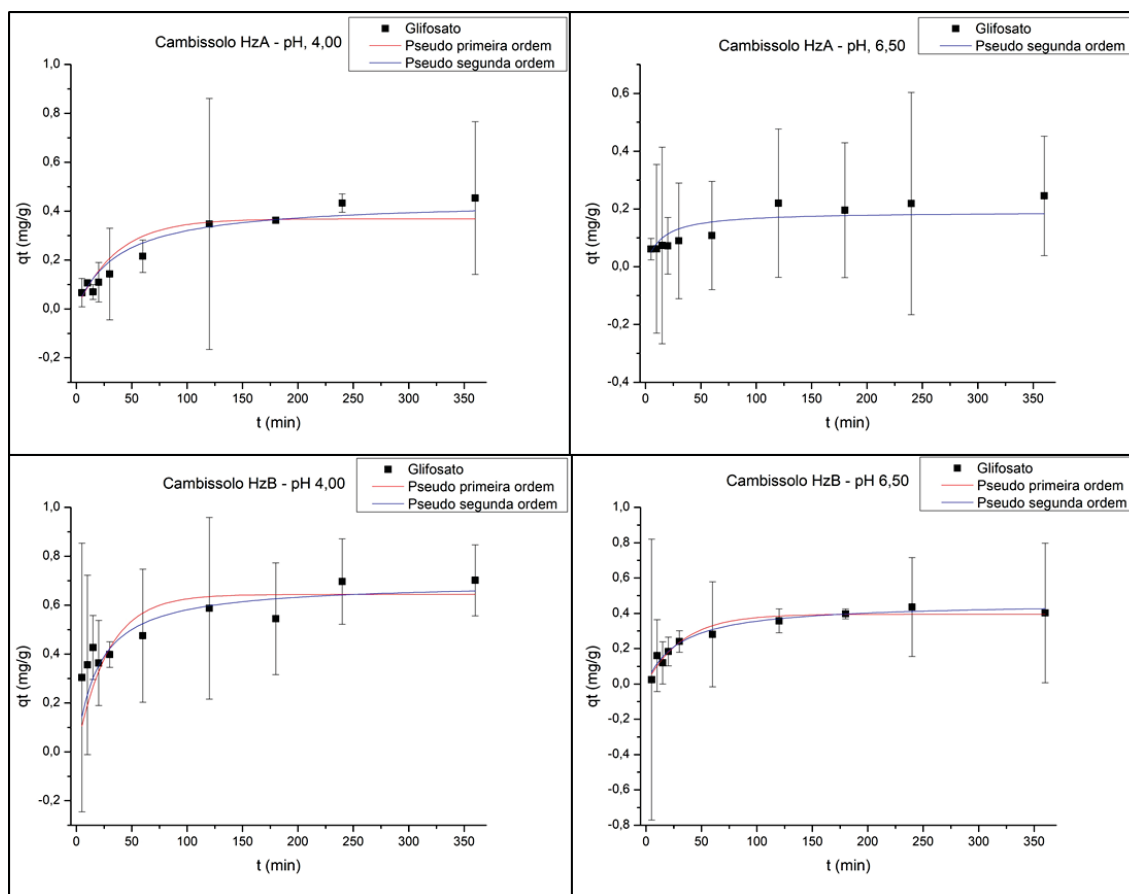 Glifosato
Pseudo primeira ordem
Pseudo segunda ordem
Cambissolo HzA - pH, 4,00
qt (mg/g)
1,0
0,8
0,6
0,4
0,2
0,0
-0,2
0 50 100 150 200 250 300 350
t (min)
Glifosato
Pseudo primeira ordem
Cambissolo HzA - pH, 6,50
qt (mg/g)
0,6
0,4
0,2
0,0
-0,2
-0,4
0 50 100 150 200 250 300 350
t (min)
Glifosato
Pseudo primeira ordem
Pseudo segunda ordem
Cambissolo HzB - pH 4,00
qt (mg/g)
1,0
0,8
0,6
0,4
0,2
0,0
-0,2
0 50 100 150 200 250 300 350
t (min)
Glifosato
Pseudo primeira ordem
Pseudo segunda ordem
Cambissolo HzB - pH 6,50
qt (mg/g)
1,0
0,8
0,6
0,4
0,2
0,0
-0,2
-0,4
-0,6
-0,8
0 50 100 150 200 250 300 350
t (min)